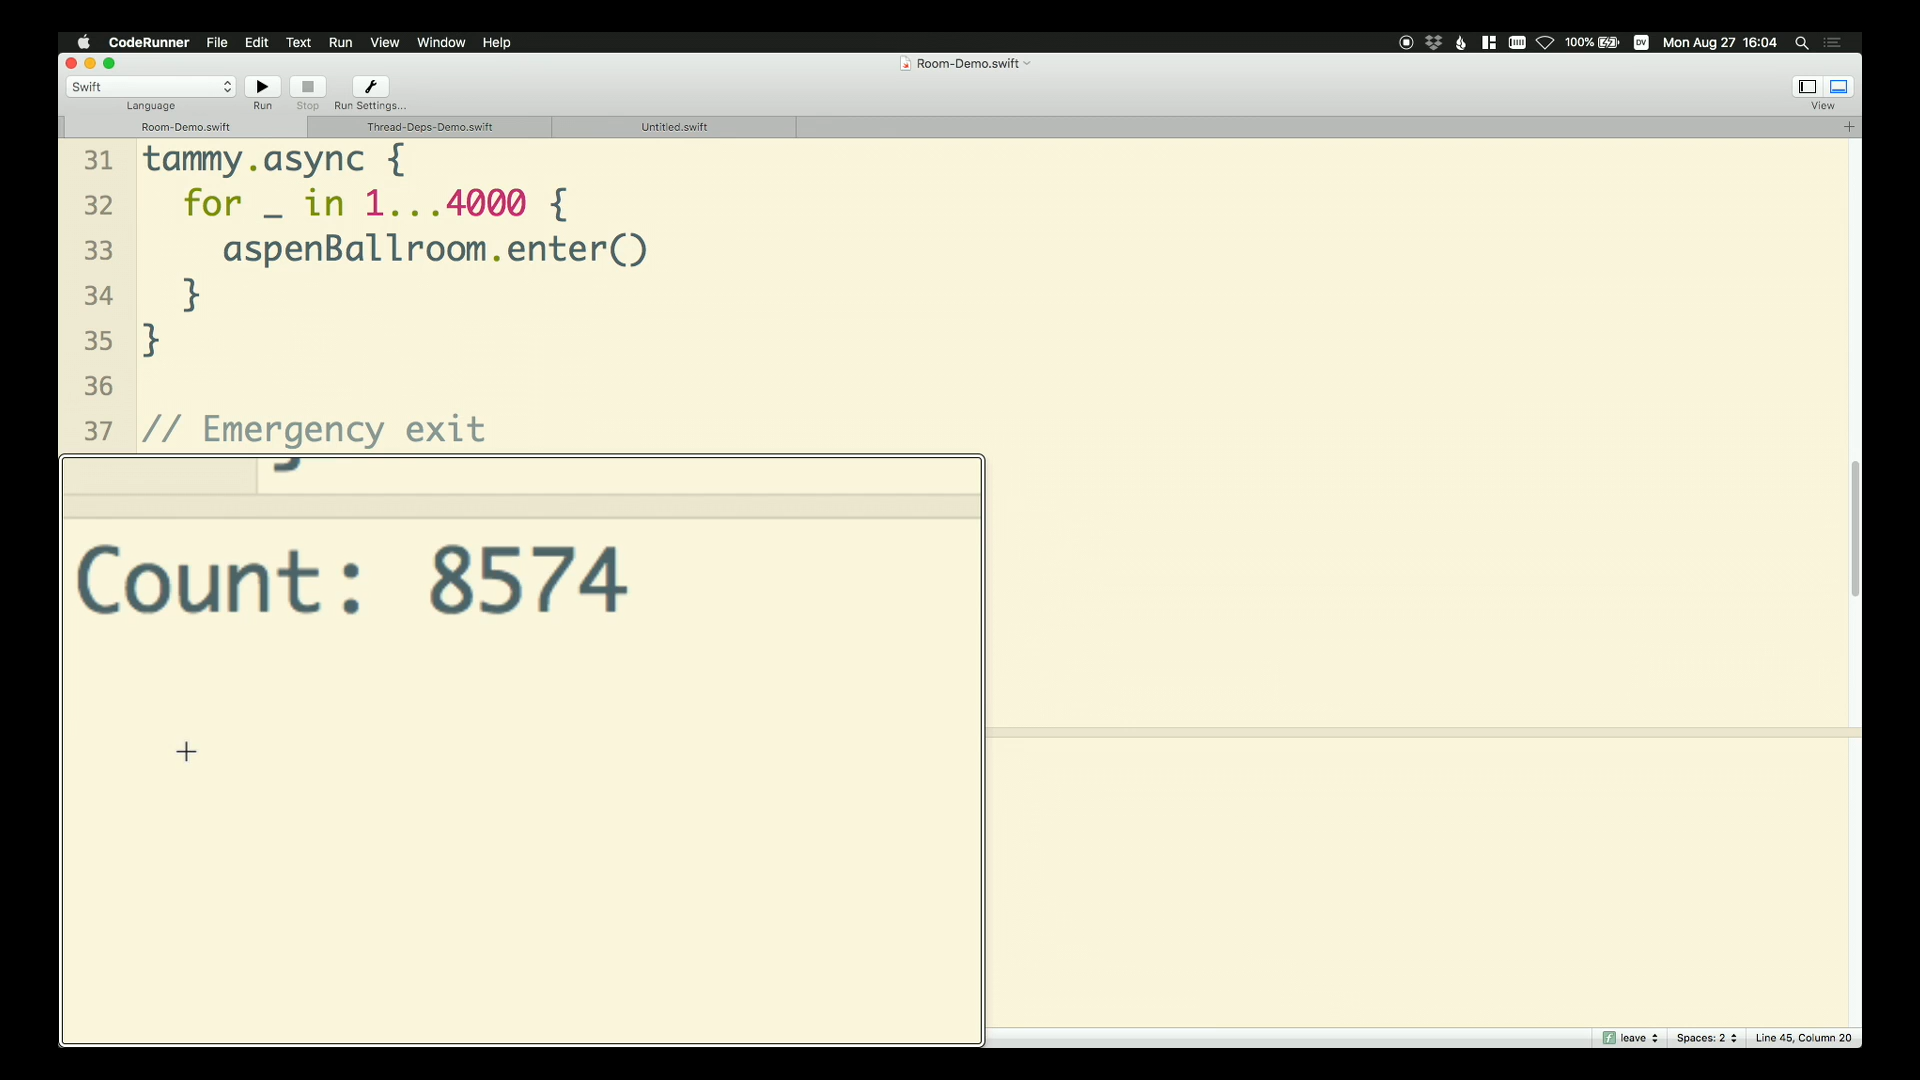 CodeRunner File Edit Text Run View Window Help 100% DV Mon Aug 27 16:04
Room-Demo.swift
Swift
Language Run Stop Run Settings... View
Room-Demo.swift Thread-Deps-Demo.swift Untitled.swift
31 tammy.async {
32 for _ in 1...4000 {
33 aspenBallroom.enter()
34 }
35 }
36
37 // Emergency exit
Count: 8574
f leave Spaces: 2 Line 45, Column 20